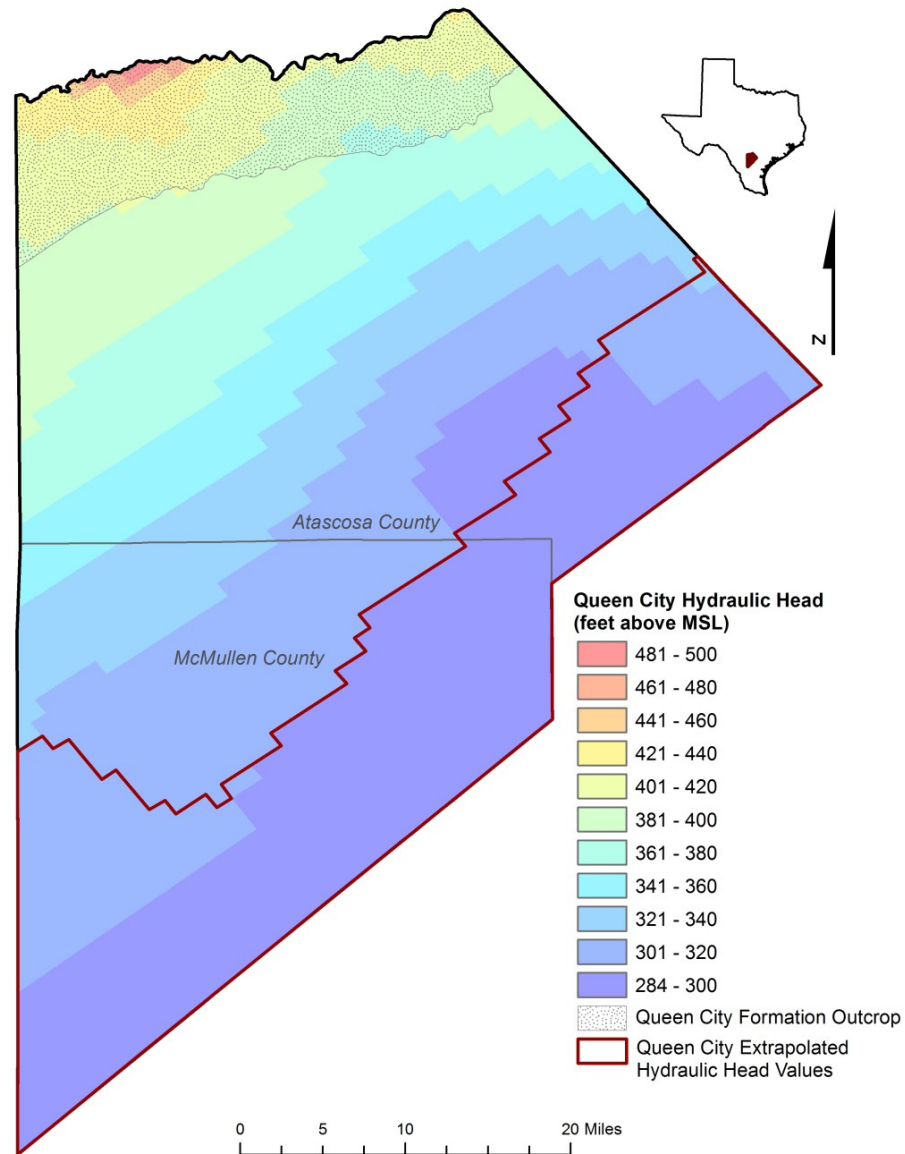 N
Atascosa County
McMullen County
Queen City Hydraulic Head
(feet above MSL)
481 - 500
461 - 480
441 - 460
421 - 440
401 - 420
381 - 400
361 - 380
341 - 360
321 - 340
301 - 320
284 - 300
Queen City Formation Outcrop
Queen City Extrapolated
Hydraulic Head Values
0 5 10 20 Miles